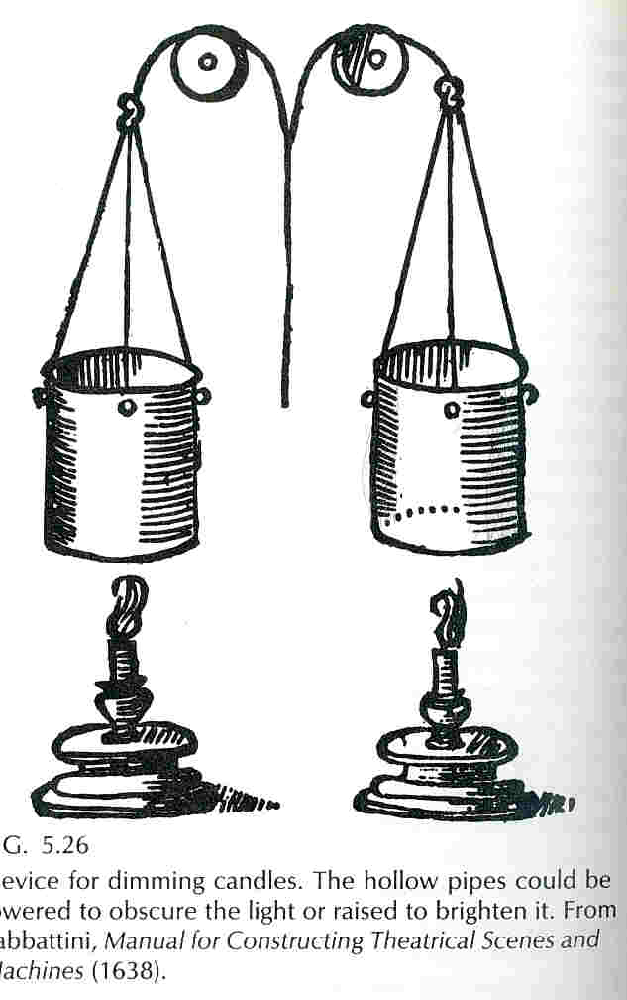 G. 5.26
evice for dimming candles. The hollow pipes could be
owered to obscure the light or raised to brighten it. From
abbattini, Manual for Constructing Theatrical Scenes and
achines (1638).